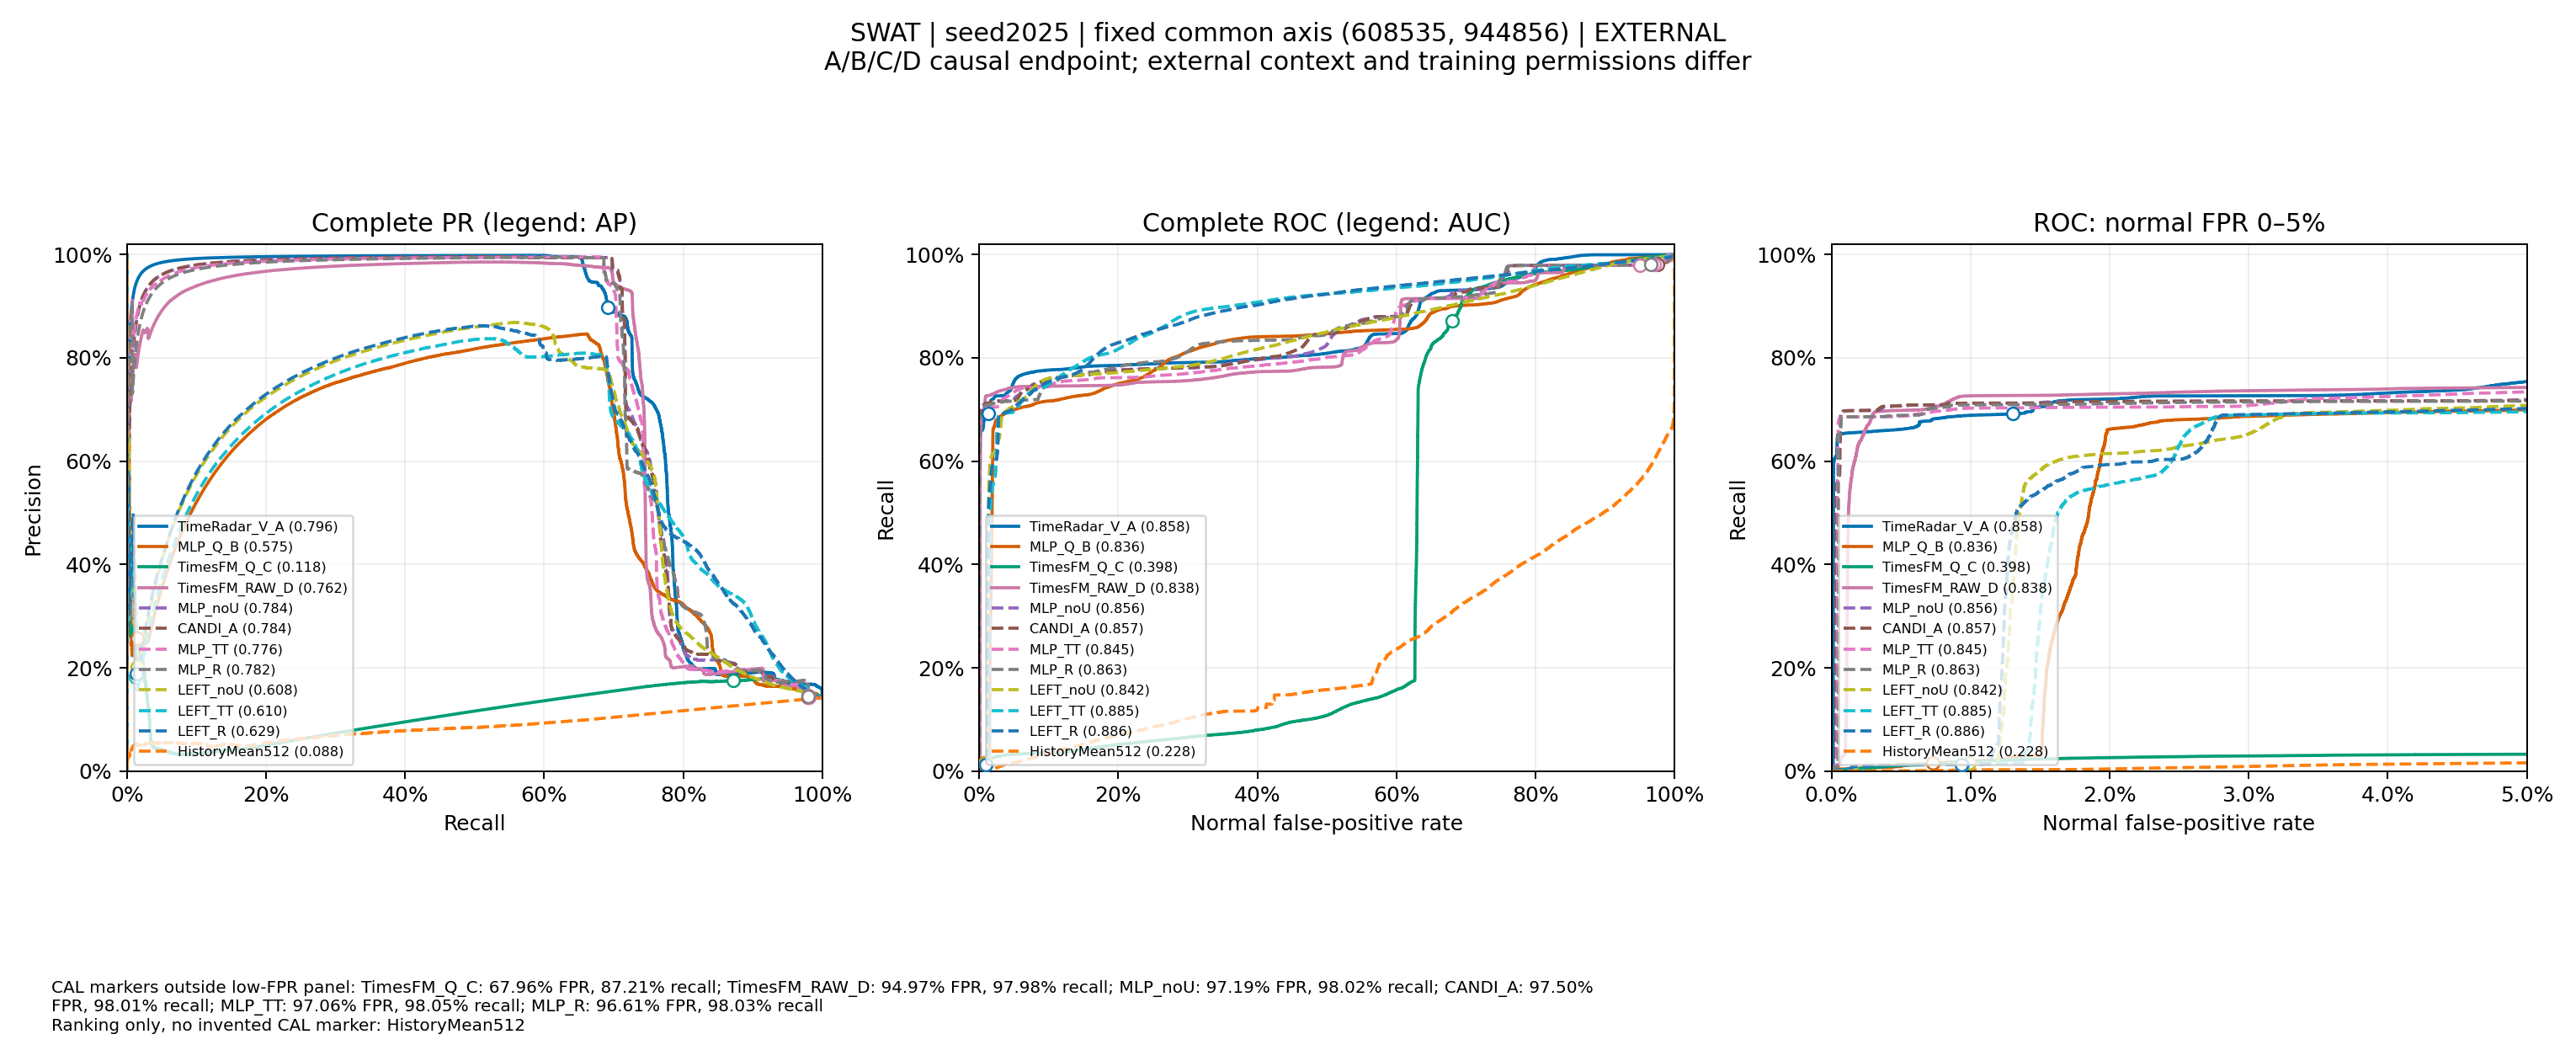 SWAT | seed2025 | fixed common axis (608535, 944856) | EXTERNAL
A/B/C/D causal endpoint; external context and training permissions differ
Complete PR (legend: AP)
100%
80%
60%
40%
20%
0%
Precision
TimeRadar_V_A (0.796)
MLP_Q_B (0.575)
TimesFM_Q_C (0.118)
TimesFM_RAW_D (0.762)
MLP_noU (0.784)
CANDI_A (0.784)
MLP_TT (0.776)
MLP_R (0.782)
LEFT_noU (0.608)
LEFT_TT (0.610)
LEFT_R (0.629)
HistoryMean512 (0.088)
0%
20%
40%
60%
80%
100%
Recall
Complete ROC (legend: AUC)
100%
80%
60%
40%
20%
0%
Recall
TimeRadar_V_A (0.858)
MLP_Q_B (0.836)
TimesFM_Q_C (0.398)
TimesFM_RAW_D (0.838)
MLP_noU (0.856)
CANDI_A (0.857)
MLP_TT (0.845)
MLP_R (0.863)
LEFT_noU (0.842)
LEFT_TT (0.885)
LEFT_R (0.886)
HistoryMean512 (0.228)
0%
20%
40%
60%
80%
100%
Normal false-positive rate
ROC: normal FPR 0–5%
100%
80%
60%
40%
20%
0%
Recall
TimeRadar_V_A (0.858)
MLP_Q_B (0.836)
TimesFM_Q_C (0.398)
TimesFM_RAW_D (0.838)
MLP_noU (0.856)
CANDI_A (0.857)
MLP_TT (0.845)
MLP_R (0.863)
LEFT_noU (0.842)
LEFT_TT (0.885)
LEFT_R (0.886)
HistoryMean512 (0.228)
0.0%
1.0%
2.0%
3.0%
4.0%
5.0%
Normal false-positive rate
CAL markers outside low-FPR panel: TimesFM_Q_C: 67.96% FPR, 87.21% recall; TimesFM_RAW_D: 94.97% FPR, 97.98% recall; MLP_noU: 97.19% FPR, 98.02% recall; CANDI_A: 97.50%
FPR, 98.01% recall; MLP_TT: 97.06% FPR, 98.05% recall; MLP_R: 96.61% FPR, 98.03% recall
Ranking only, no invented CAL marker: HistoryMean512